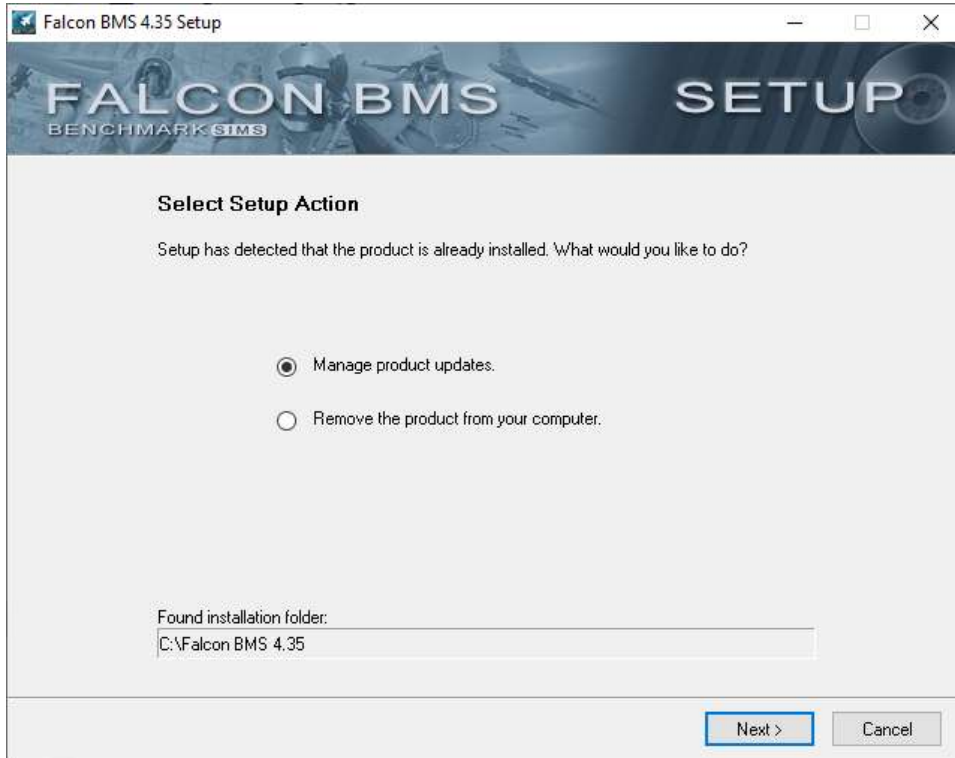 Falcon BMS 4.35 Setup
FALCON BMS
SETUP
BENCHMARK SIMS
Select Setup Action
Setup has detected that the product is already installed. What would you like to do?
Manage product updates.
Remove the product from your computer.
Found installation folder:
C:\Falcon BMS 4.35
Next >
Cancel